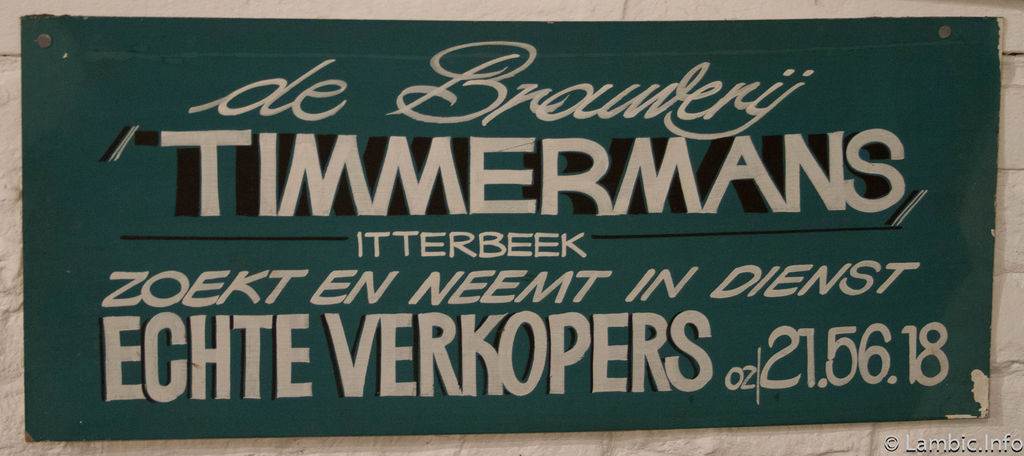 de Brouwerij
"TIMMERMANS"
ITTERBEEK
ZOEKT EN NEEMT IN DIENST
ECHTE VERKOPERS 02/21.56.18
© Lambic.Info